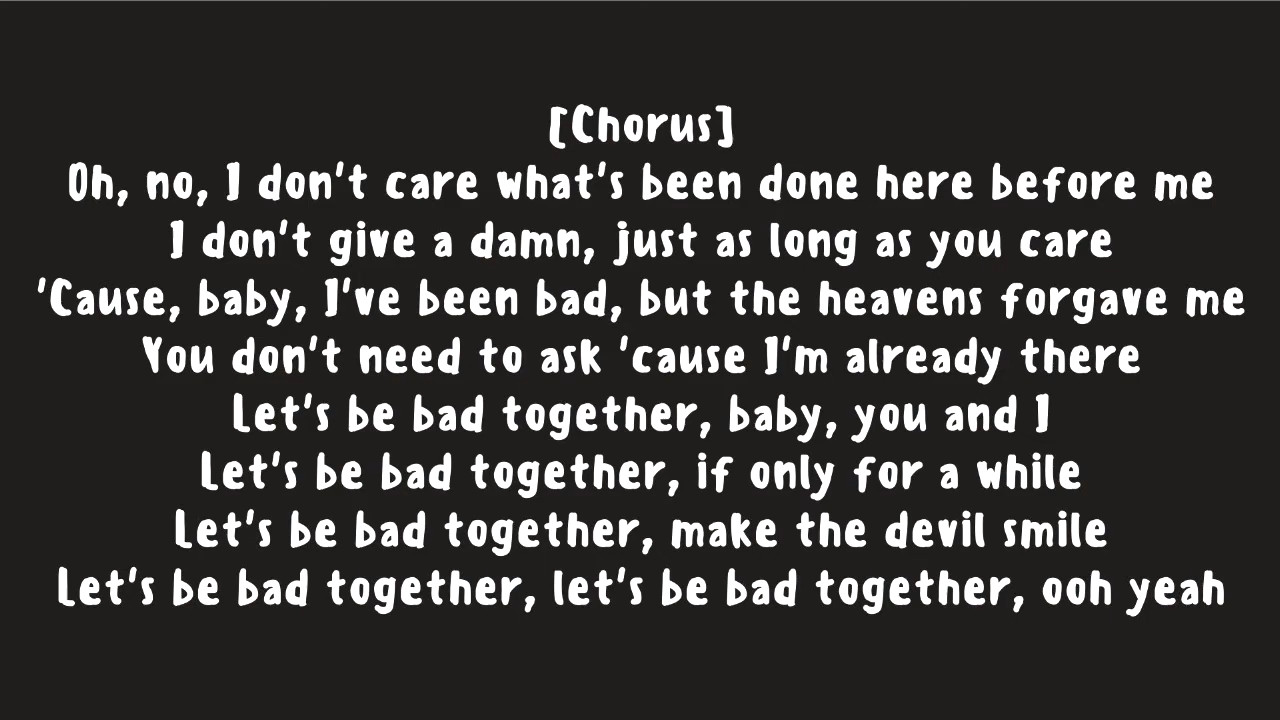 [Chorus]
Oh, no, I don't care what's been done here before me
I don't give a damn, just as long as you care
'Cause, baby, I've been bad, but the heavens forgave me
You don't need to ask 'cause I'm already there
Let's be bad together, baby, you and I
Let's be bad together, if only for a while
Let's be bad together, make the devil smile
Let's be bad together, let's be bad together, ooh yeah